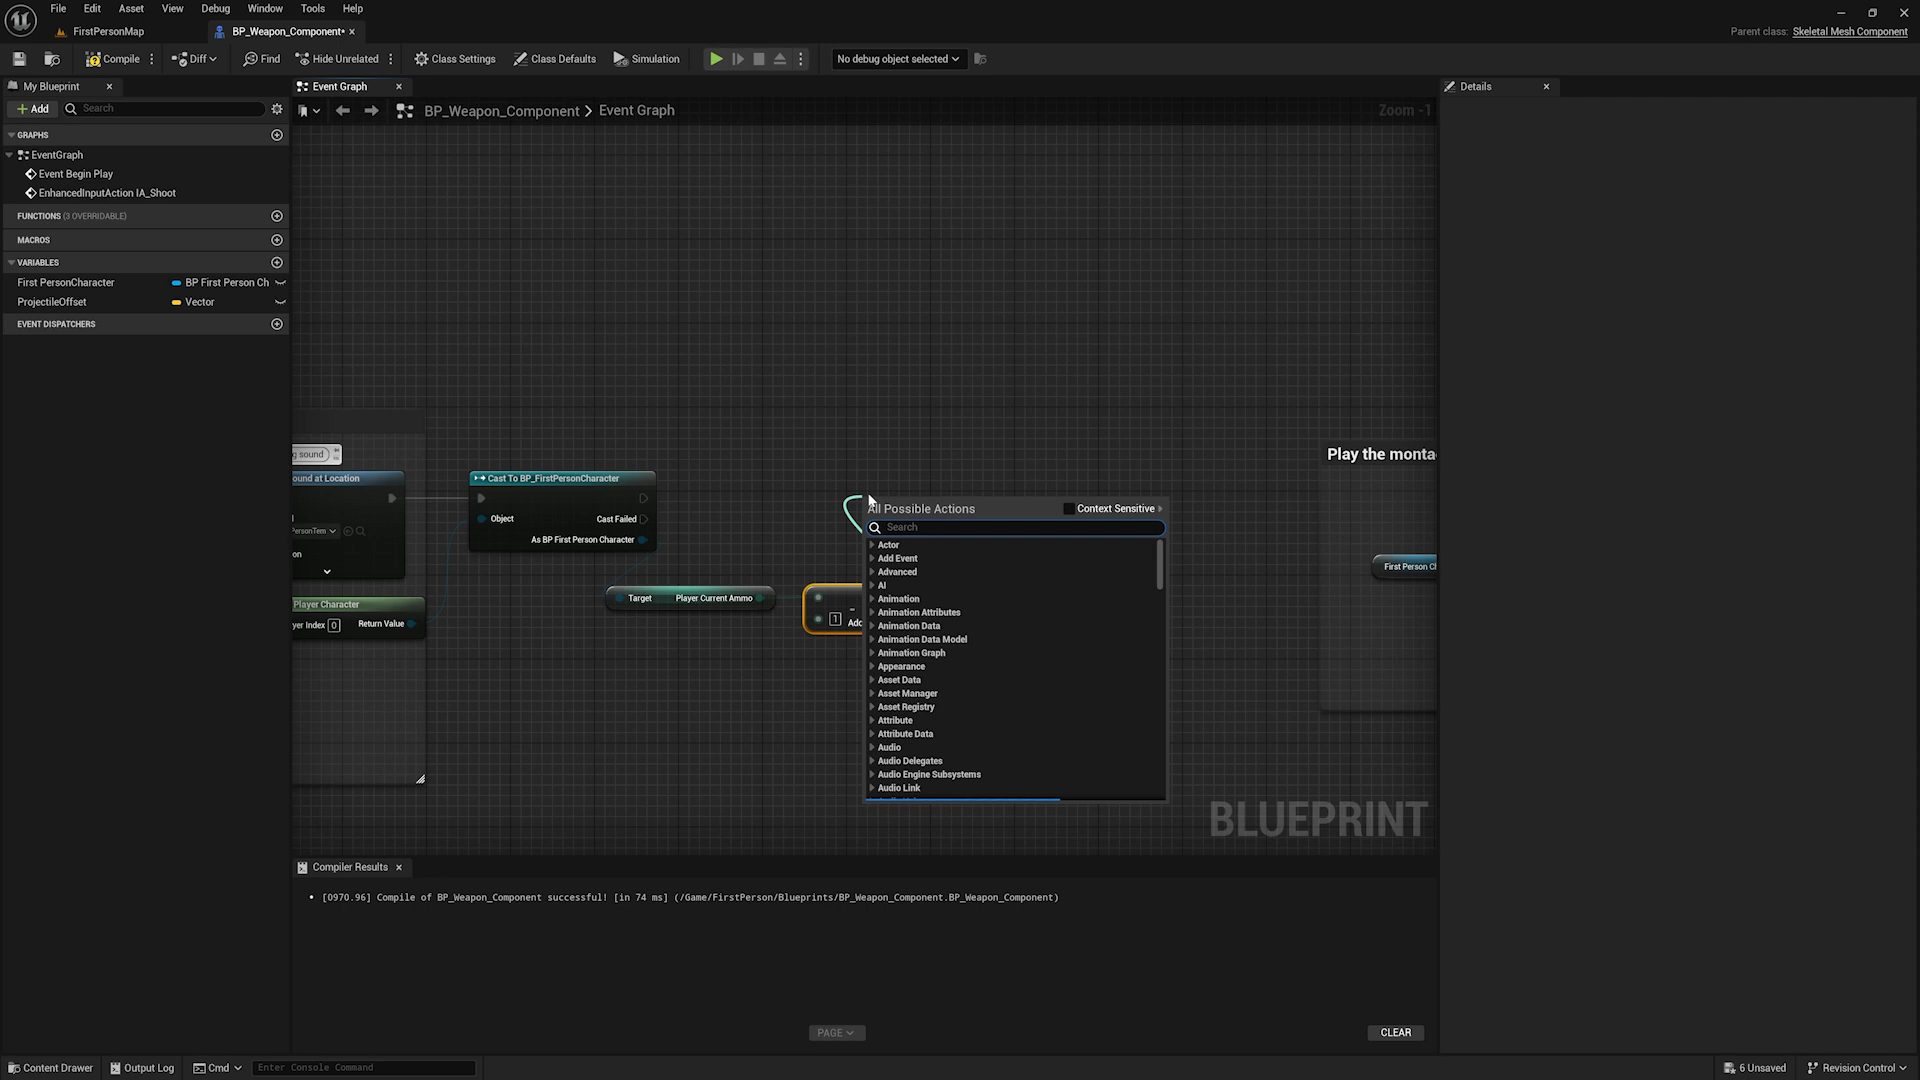 File Edit Asset View Debug Window Tools Help
FirstPersonMap
BP_Weapon_Component*
Parent class: Skeletal Mesh Component
Compile
Diff
Find
Hide Unrelated
Class Settings
Class Defaults
Simulation
No debug object selected
My Blueprint
Event Graph
Details
Add
Search
BP_Weapon_Component > Event Graph
Zoom -1
GRAPHS
EventGraph
Event Begin Play
EnhancedInputAction IA_Shoot
FUNCTIONS (3 OVERRIDABLE)
MACROS
VARIABLES
First PersonCharacter BP First Person Ch
ProjectileOffset Vector
EVENT DISPATCHERS
g sound
ound at Location
ersonTem
on
Player Character
yer Index 0 Return Value
Cast To BP_FirstPersonCharacter
Object Cast Failed
As BP First Person Character
Target Player Current Ammo
-
1 Add
All Possible Actions
Context Sensitive
Search
Actor
Add Event
Advanced
AI
Animation
Animation Attributes
Animation Data
Animation Data Model
Animation Graph
Appearance
Asset Data
Asset Manager
Asset Registry
Attribute
Attribute Data
Audio
Audio Delegates
Audio Engine Subsystems
Audio Link
Play the monta
First Person Ch
BLUEPRINT
Compiler Results
[0970.96] Compile of BP_Weapon_Component successful! [in 74 ms] (/Game/FirstPerson/Blueprints/BP_Weapon_Component.BP_Weapon_Component)
PAGE
CLEAR
Content Drawer
Output Log
Cmd
Enter Console Command
6 Unsaved
Revision Control